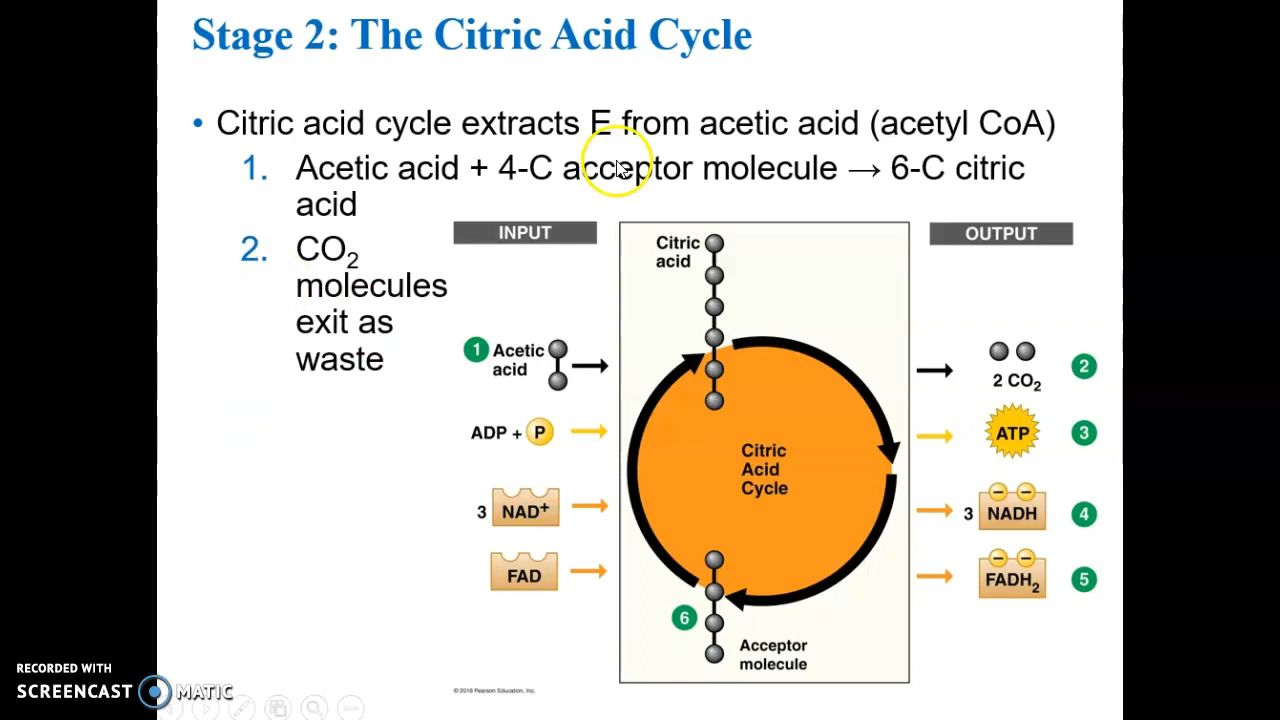 Stage 2: The Citric Acid Cycle
• Citric acid cycle extracts E from acetic acid (acetyl CoA)
1. Acetic acid + 4-C acceptor molecule → 6-C citric
acid
2. CO₂
molecules
exit as
waste
INPUT
OUTPUT
Citric
acid
1 Acetic
acid
2 CO₂
2
ADP + P
ATP
3
Citric
Acid
Cycle
3 NAD⁺
3 NADH
4
FAD
FADH₂
5
6
Acceptor
molecule
© 2016 Pearson Education, Inc.
RECORDED WITH
SCREENCAST MATIC